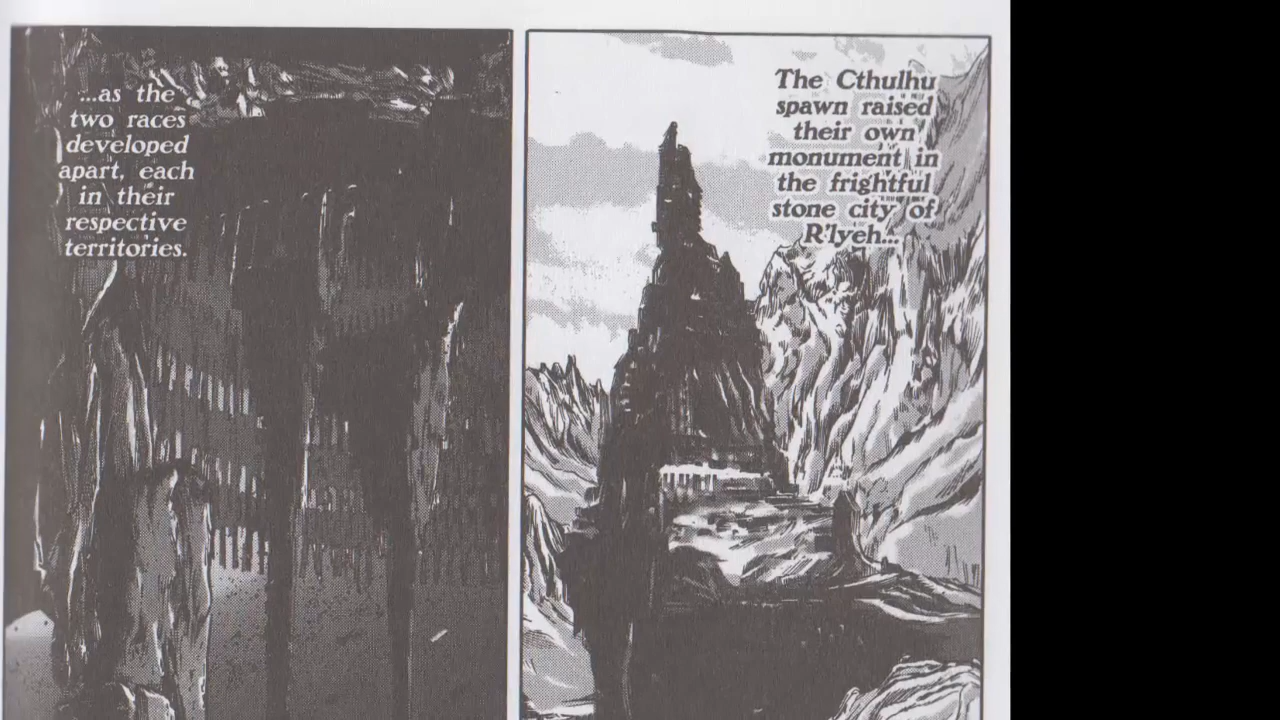 ...as the
two races
developed
apart, each
in their
respective
territories.
The Cthulhu
spawn raised
their own
monument in
the frightful
stone city of
R'lyeh...